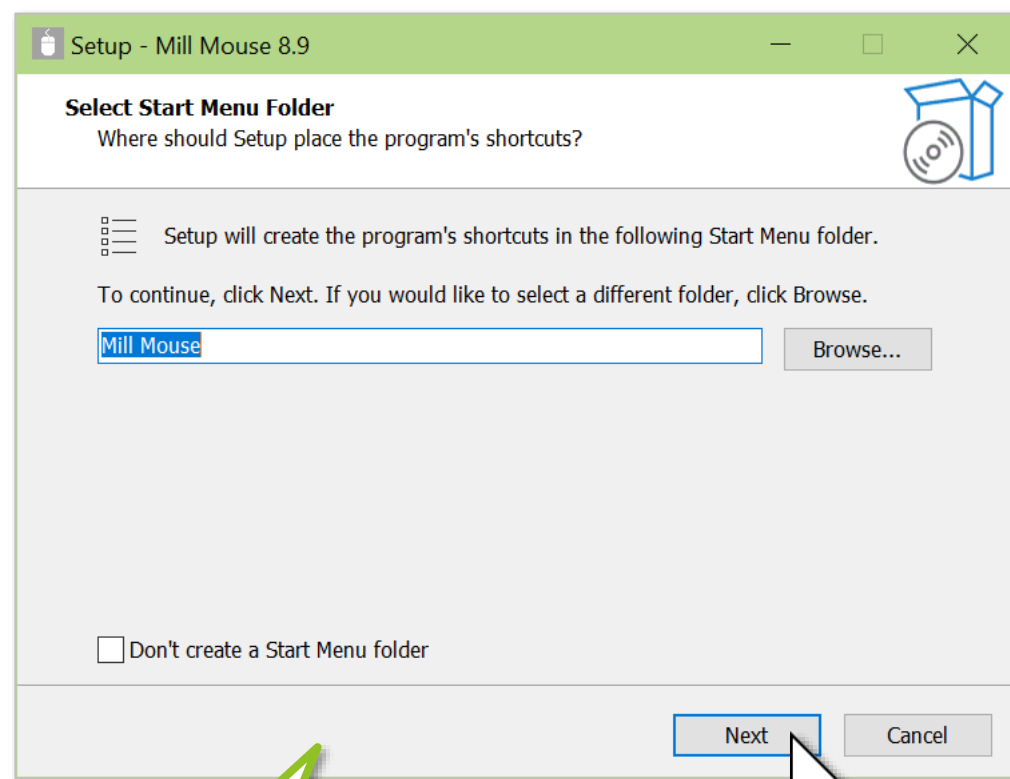 Setup - Mill Mouse 8.9
Select Start Menu Folder
Where should Setup place the program's shortcuts?
Setup will create the program's shortcuts in the following Start Menu folder.
To continue, click Next. If you would like to select a different folder, click Browse.
Mill Mouse
Browse...
Don't create a Start Menu folder
Next
Cancel